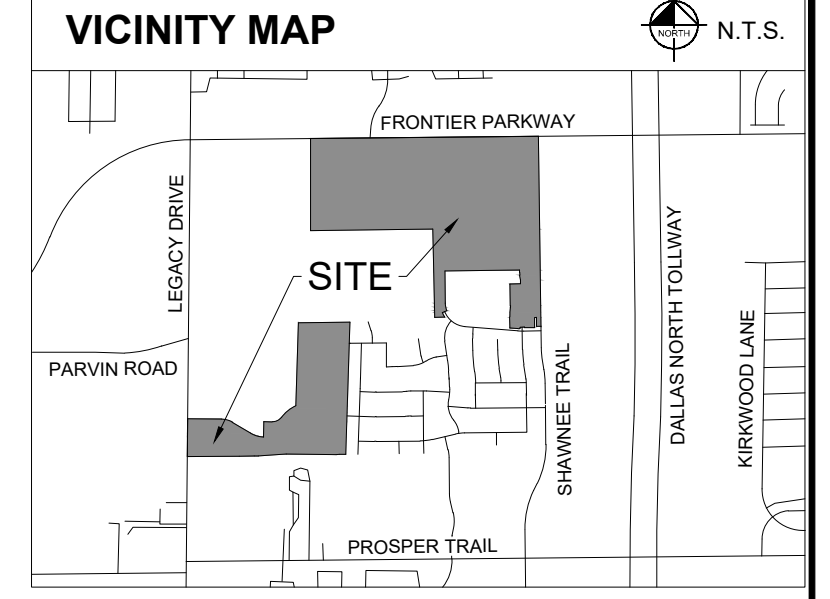 VICINITY MAP
NORTH
N.T.S.
FRONTIER PARKWAY
LEGACY DRIVE
SITE
PARVIN ROAD
SHAWNEE TRAIL
DALLAS NORTH TOLLWAY
KIRKWOOD LANE
PROSPER TRAIL